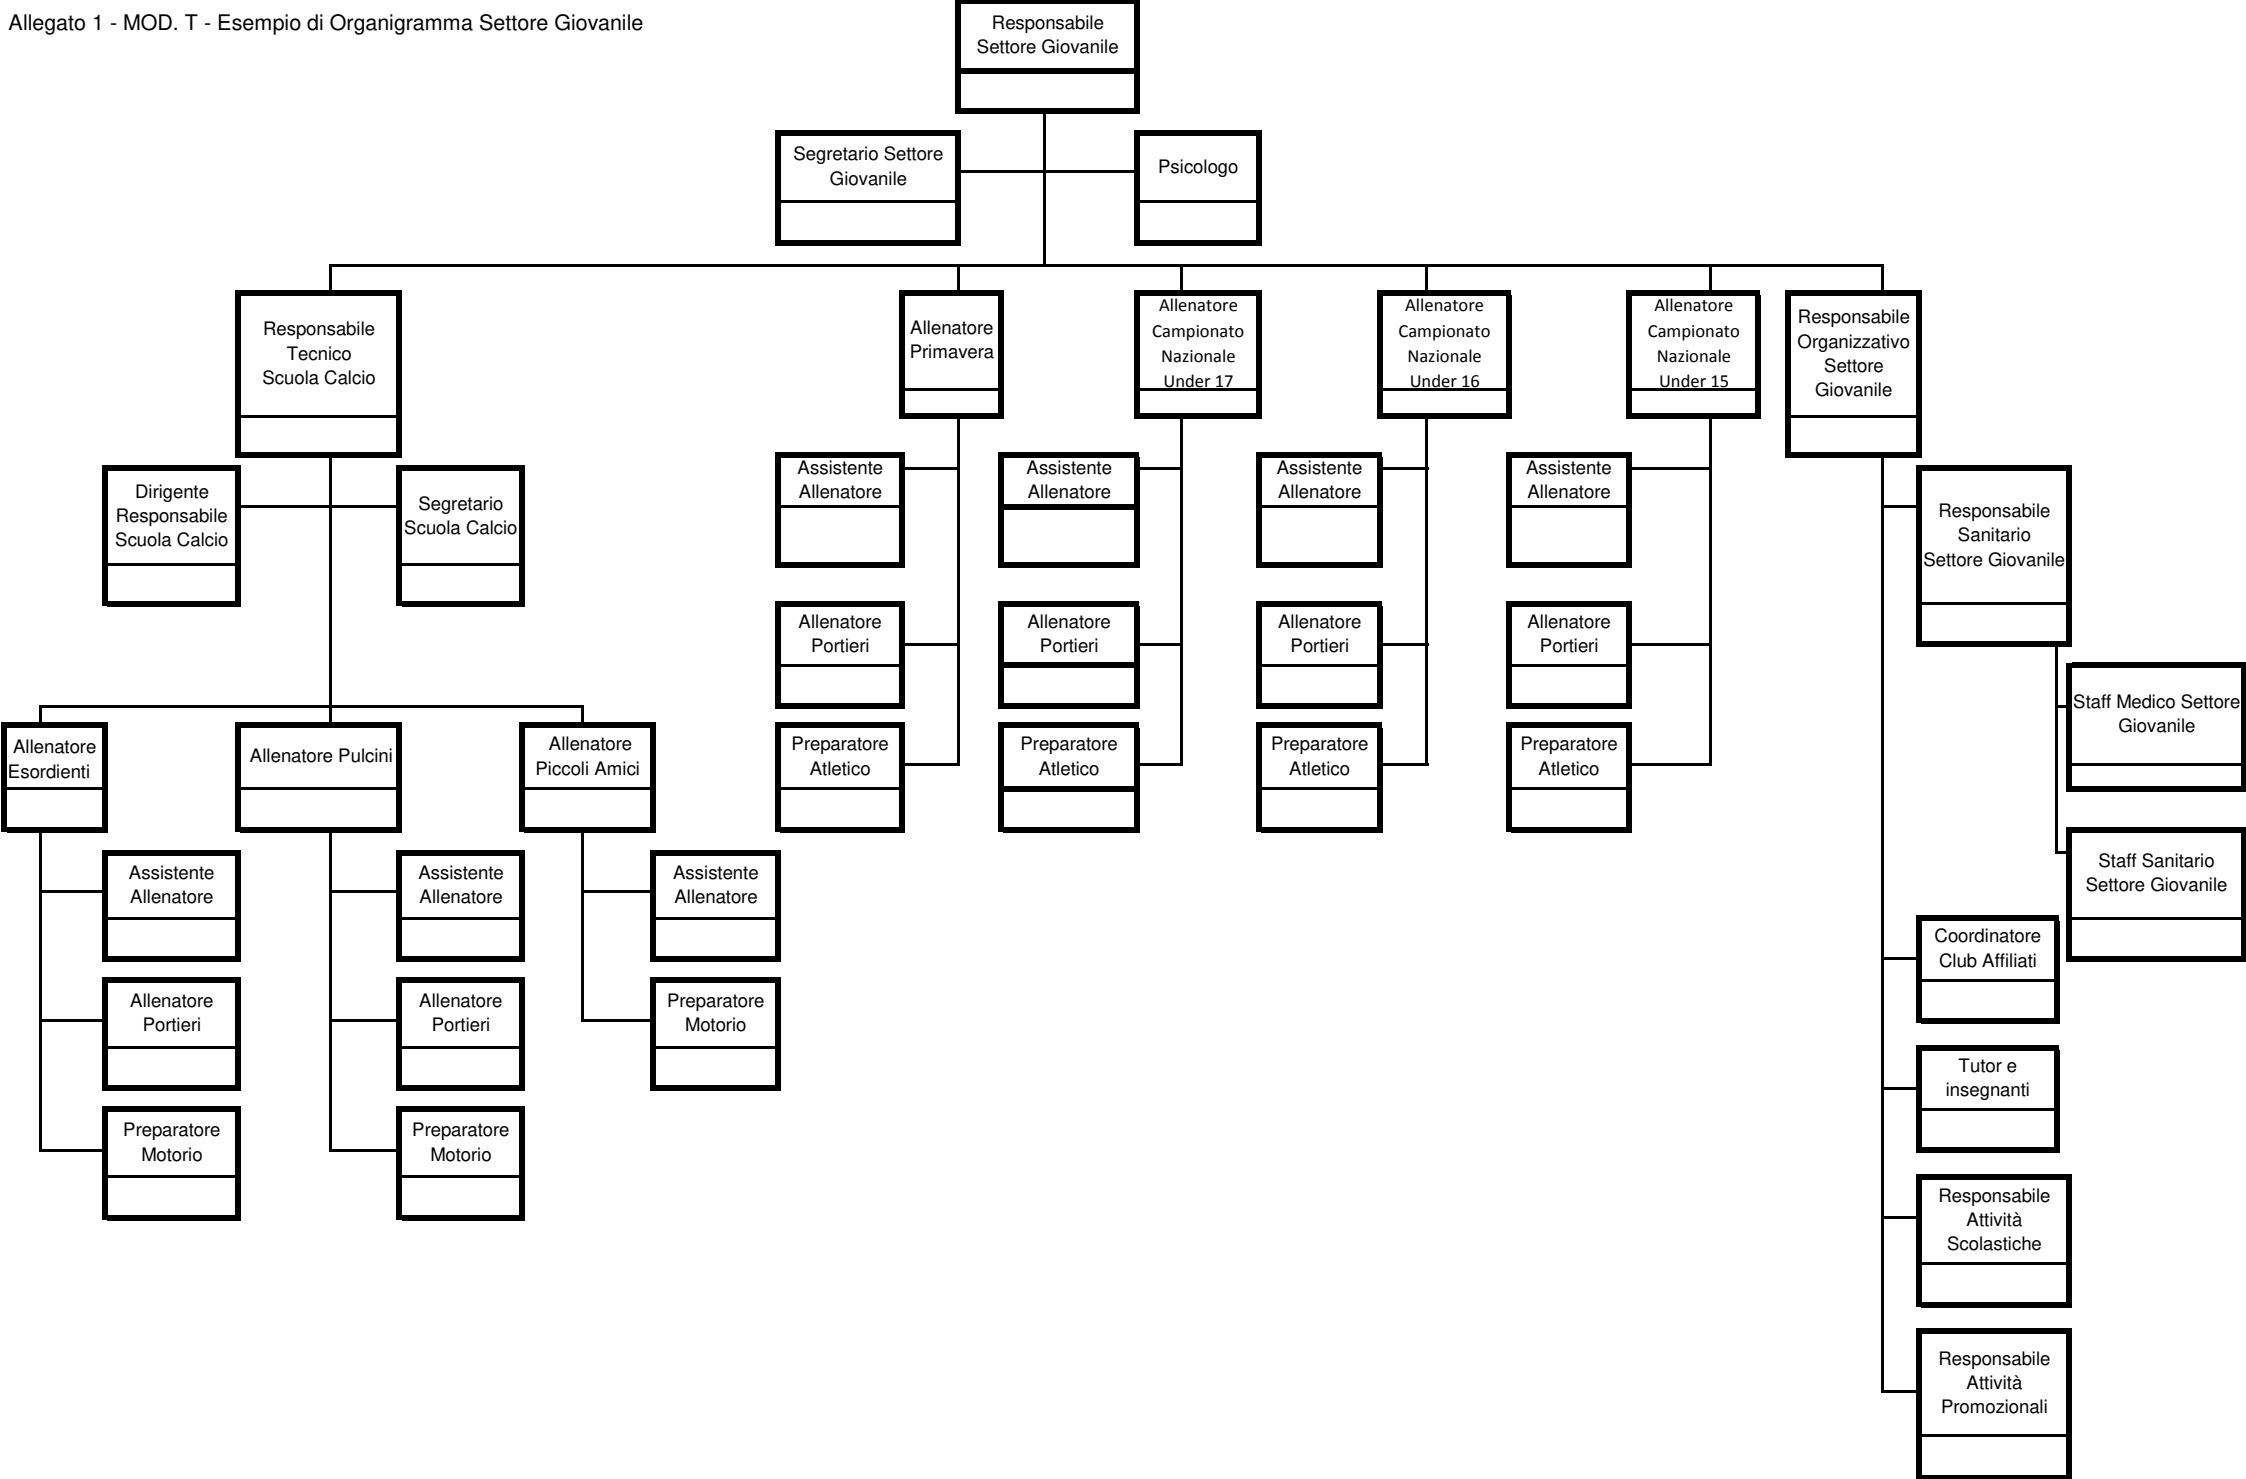 Allegato 1 - MOD. T - Esempio di Organigramma Settore Giovanile
Responsabile
Settore Giovanile
Segretario Settore
Giovanile
Psicologo
Responsabile
Tecnico
Scuola Calcio
Allenatore
Primavera
Allenatore
Campionato
Nazionale
Under 17
Allenatore
Campionato
Nazionale
Under 16
Allenatore
Campionato
Nazionale
Under 15
Responsabile
Organizzativo
Settore
Giovanile
Dirigente
Responsabile
Scuola Calcio
Segretario
Scuola Calcio
Assistente
Allenatore
Assistente
Allenatore
Assistente
Allenatore
Assistente
Allenatore
Responsabile
Sanitario
Settore Giovanile
Allenatore
Portieri
Allenatore
Portieri
Allenatore
Portieri
Allenatore
Portieri
Staff Medico Settore
Giovanile
Allenatore
Esordienti
Allenatore Pulcini
Allenatore
Piccoli Amici
Preparatore
Atletico
Preparatore
Atletico
Preparatore
Atletico
Preparatore
Atletico
Staff Sanitario
Settore Giovanile
Assistente
Allenatore
Assistente
Allenatore
Assistente
Allenatore
Coordinatore
Club Affiliati
Allenatore
Portieri
Allenatore
Portieri
Preparatore
Motorio
Tutor e
insegnanti
Preparatore
Motorio
Preparatore
Motorio
Responsabile
Attività
Scolastiche
Responsabile
Attività
Promozionali